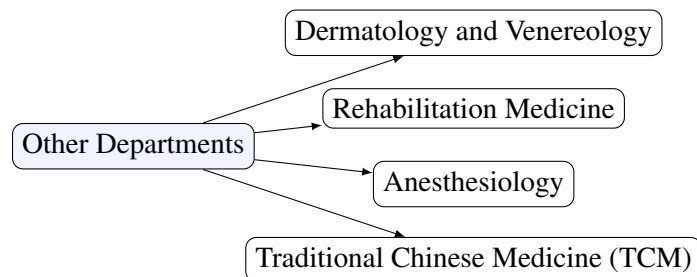 Dermatology and Venereology
Rehabilitation Medicine
Other Departments
Anesthesiology
Traditional Chinese Medicine (TCM)